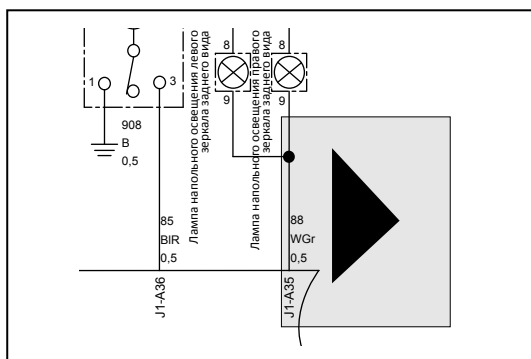 8
8
1
3
9
9
908
B
0,5
Лампа напольного освещения левого
зеркала заднего вида
Лампа напольного освещения правого
зеркала заднего вида
85
BIR
0,5
88
WGr
0,5
J1-A36
J1-A35